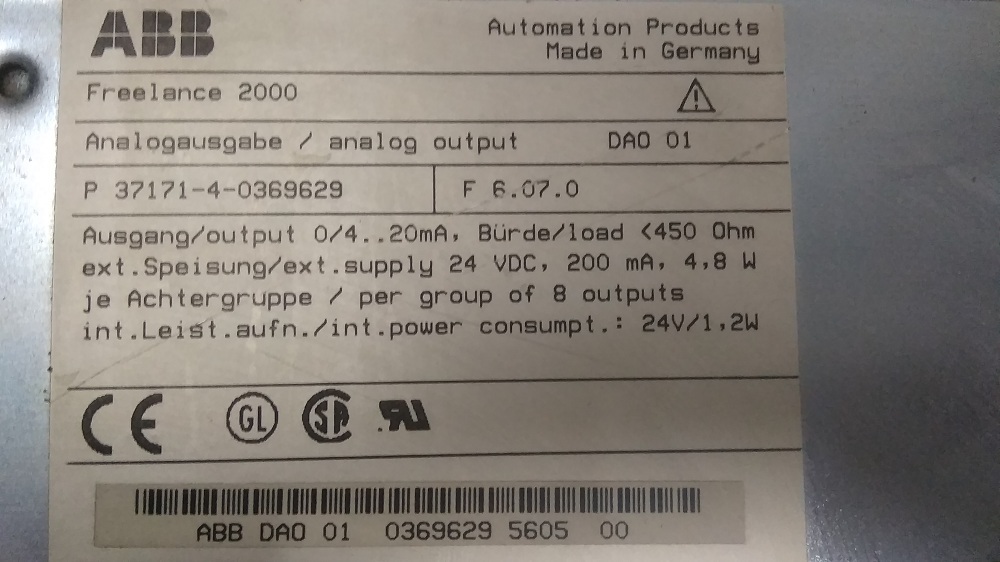 ABB
Automation Products
Made in Germany
Freelance 2000
Analogausgabe / analog output DAO 01
P 37171-4-0369629 F 6.07.0
Ausgang/output 0/4..20mA, Bürde/load <450 Ohm
ext.Speisung/ext.supply 24 VDC, 200 mA, 4,8 W
je Achtergruppe / per group of 8 outputs
int.Leist.aufn./int.power consumpt.: 24V/1,2W
CE GL SA RU
ABB DAO 01 0369629 5605 00